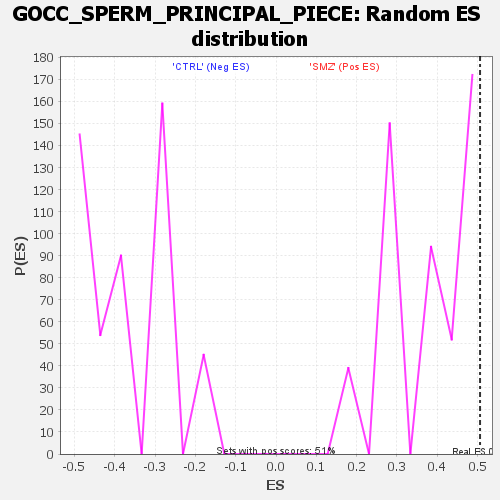 GOCC_SPERM_PRINCIPAL_PIECE: Random ES
distribution
'CTRL' (Neg ES) 'SMZ' (Pos ES)
180
170
160
150
140
130
120
110
100
90
80
70
60
50
40
30
20
10
0
P(ES)
Sets with pos scores: 51%
Real ES 0
-0.5 -0.4 -0.3 -0.2 -0.1 0.0 0.1 0.2 0.3 0.4 0.5
ES